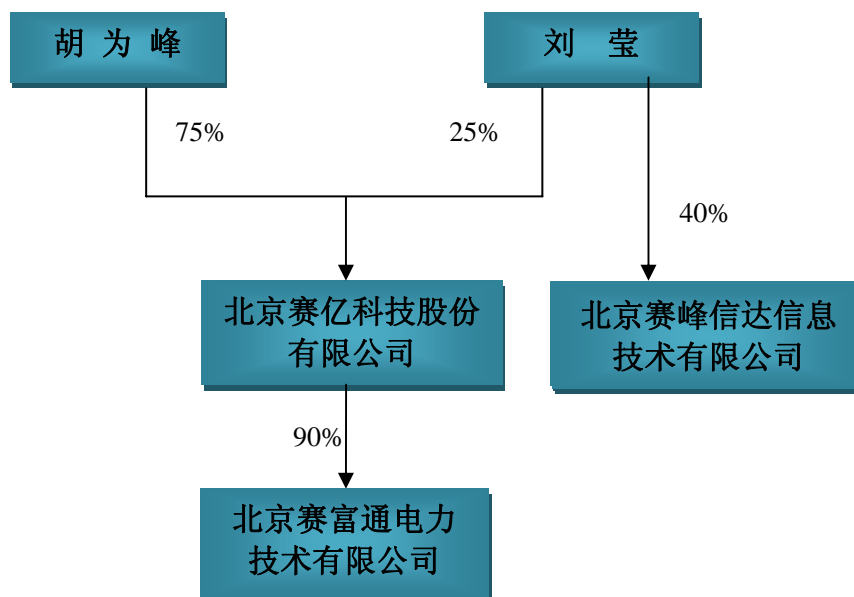 胡 为 峰
刘 莹
75%
25%
40%
北京赛亿科技股份
有限公司
北京赛峰信达信息
技术有限公司
90%
北京赛富通电力
技术有限公司